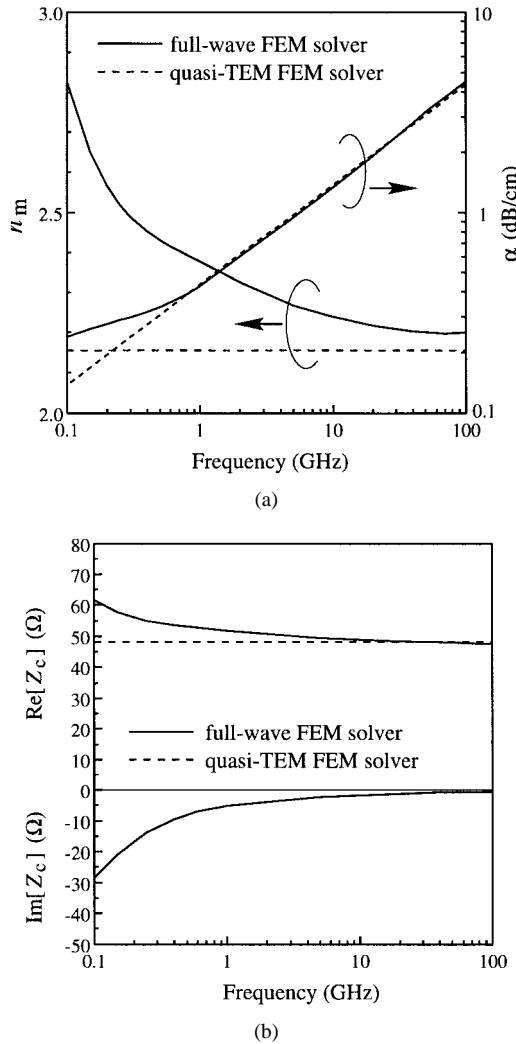 3.0
10
full-wave FEM solver
quasi-TEM FEM solver
2.5
1
n_m
α (dB/cm)
2.0
0.1
0.1
1
10
100
Frequency (GHz)
(a)
80
70
60
50
40
30
20
10
0
-10
-20
-30
-40
-50
Re[Z_c] (Ω)
Im[Z_c] (Ω)
full-wave FEM solver
quasi-TEM FEM solver
0.1
1
10
100
Frequency (GHz)
(b)